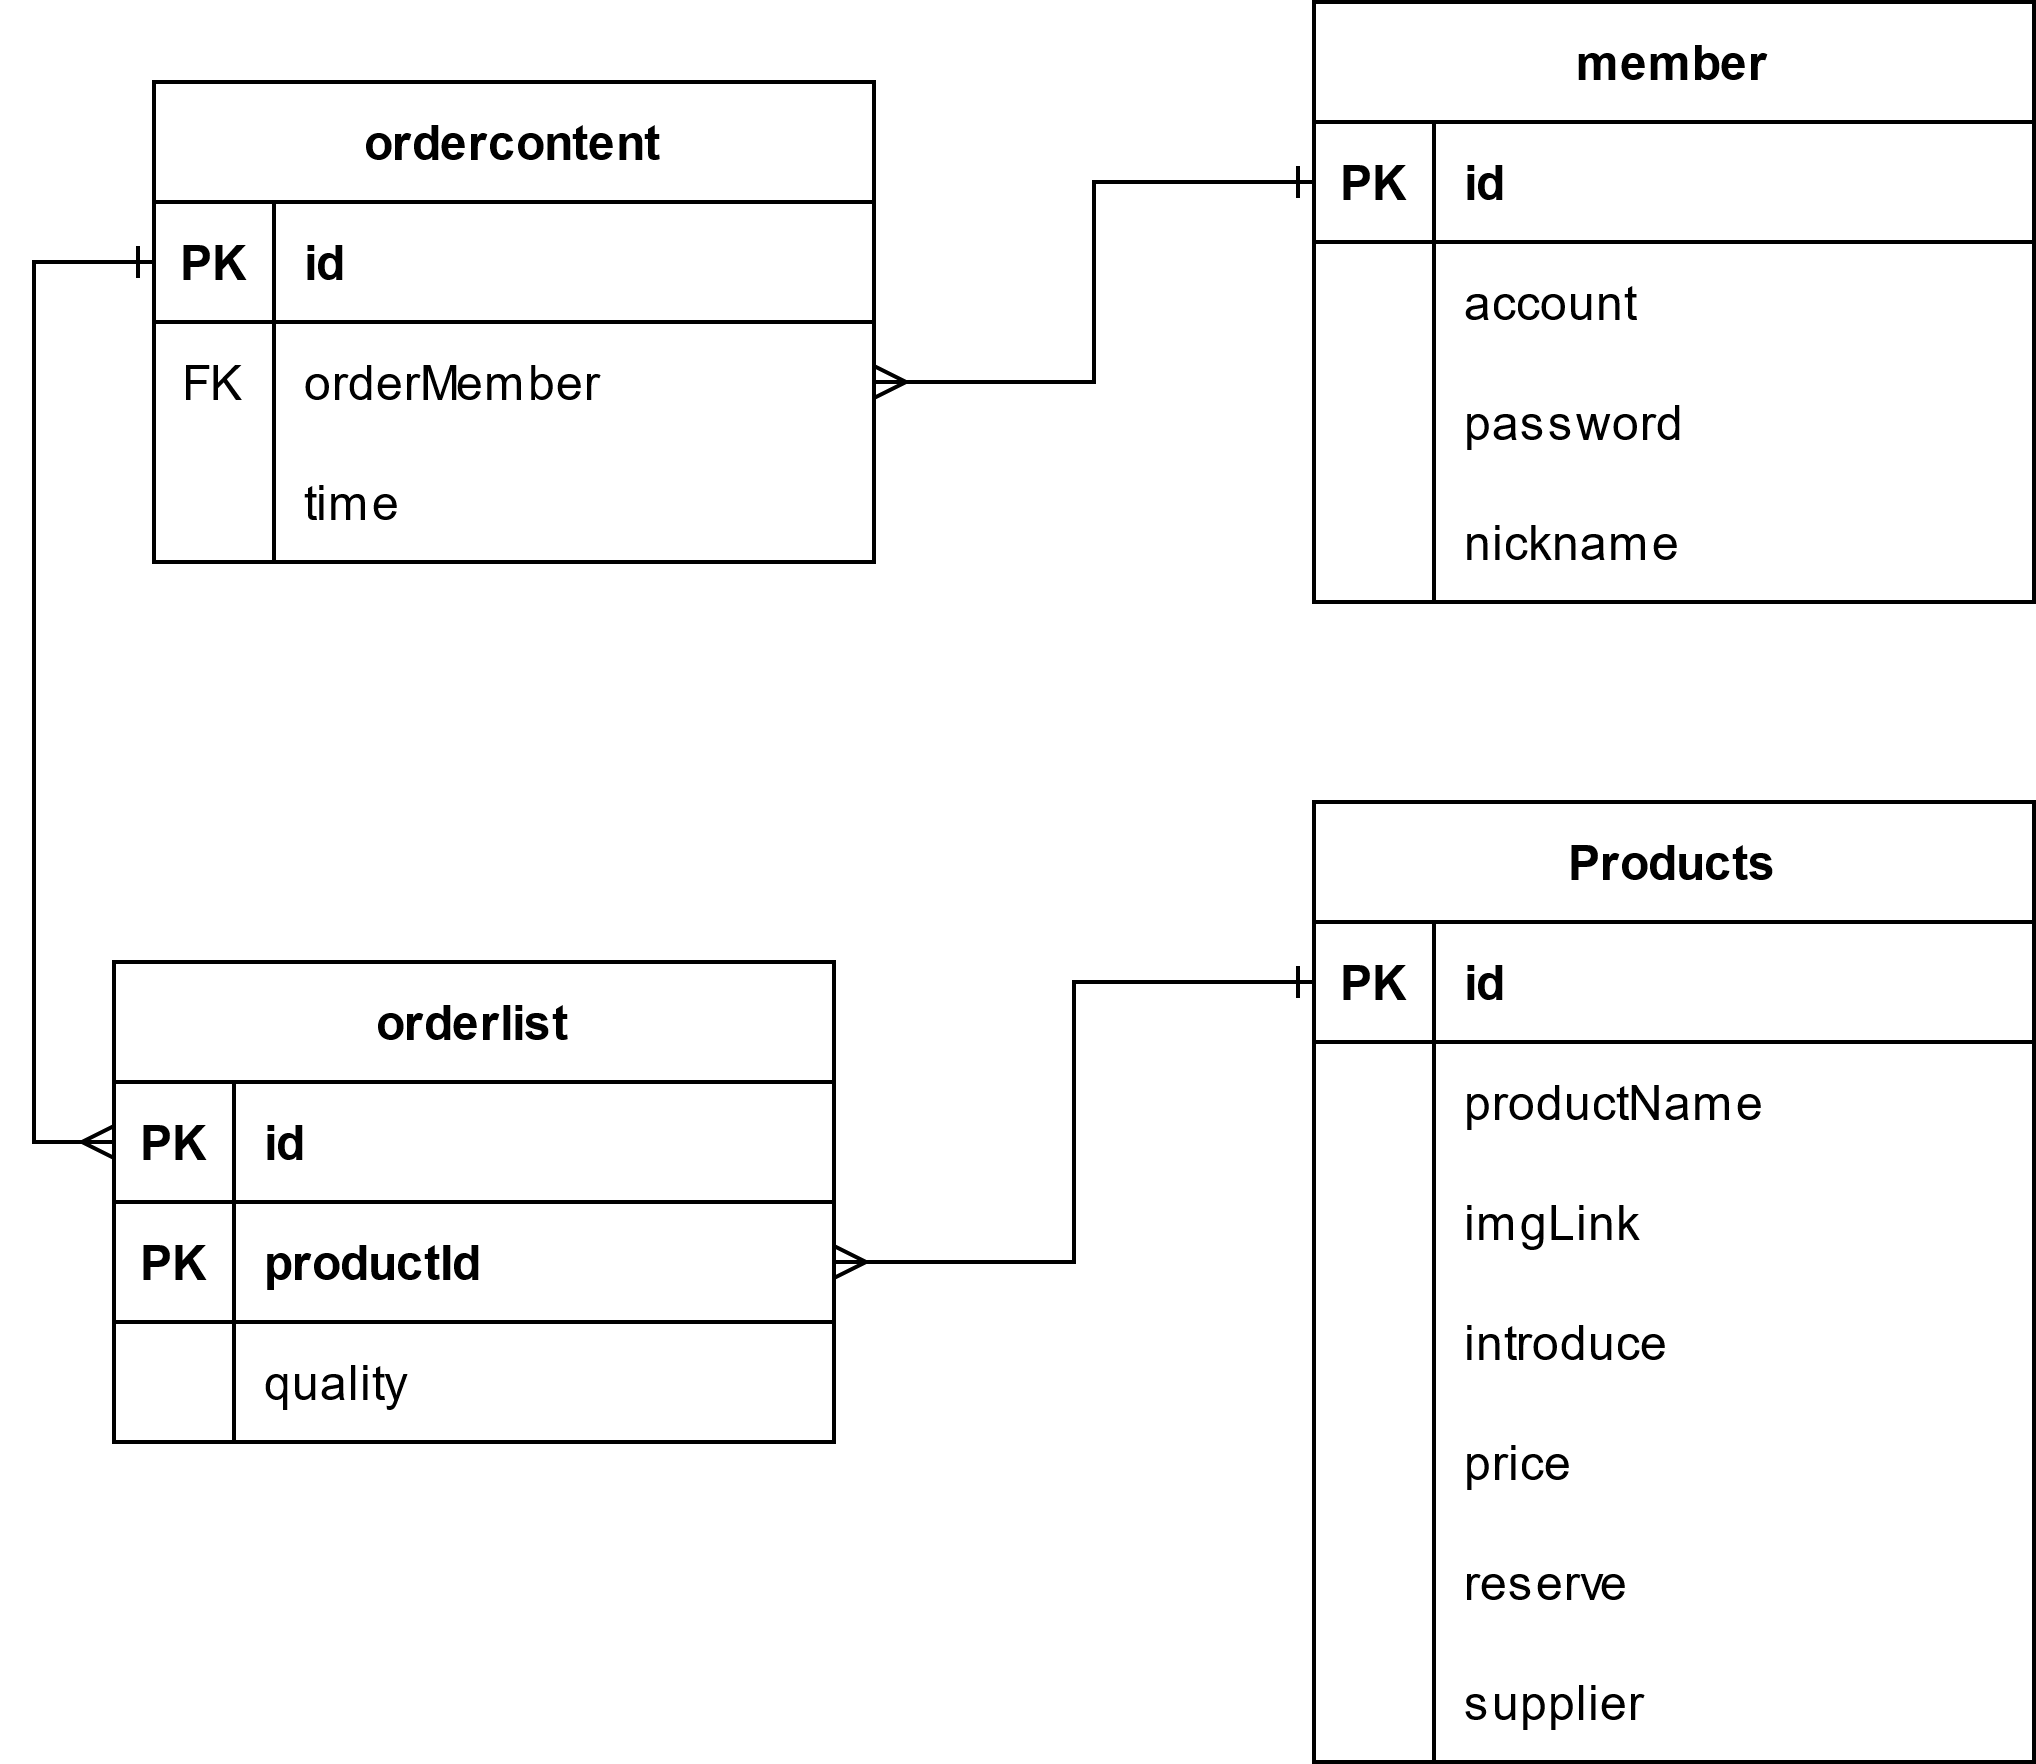 ordercontent
PK id
FK orderMember
time
member
PK id
account
password
nickname
orderlist
PK id
PK productId
quality
Products
PK id
productName
imgLink
introduce
price
reserve
supplier